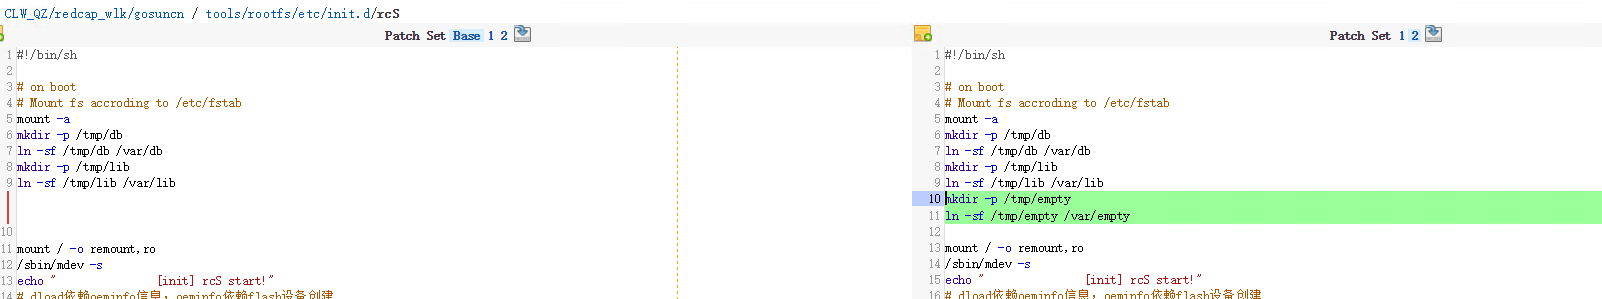 CLW_QZ/redcap_wlk/gosuncn / tools/rootfs/etc/init.d/rcS
Patch Set Base 1 2
1 #!/bin/sh
2
3 # on boot
4 # Mount fs accroding to /etc/fstab
5 mount -a
6 mkdir -p /tmp/db
7 ln -sf /tmp/db /var/db
8 mkdir -p /tmp/lib
9 ln -sf /tmp/lib /var/lib
10
11 mount / -o remount,ro
12 /sbin/mdev -s
13 echo " [init] rcS start!"
14 # dload依赖oeminfo信息，oeminfo依赖flash设备创建
Patch Set 1 2
1 #!/bin/sh
2
3 # on boot
4 # Mount fs accroding to /etc/fstab
5 mount -a
6 mkdir -p /tmp/db
7 ln -sf /tmp/db /var/db
8 mkdir -p /tmp/lib
9 ln -sf /tmp/lib /var/lib
10 mkdir -p /tmp/empty
11 ln -sf /tmp/empty /var/empty
12
13 mount / -o remount,ro
14 /sbin/mdev -s
15 echo " [init] rcS start!"
16 # dload依赖oeminfo信息，oeminfo依赖flash设备创建